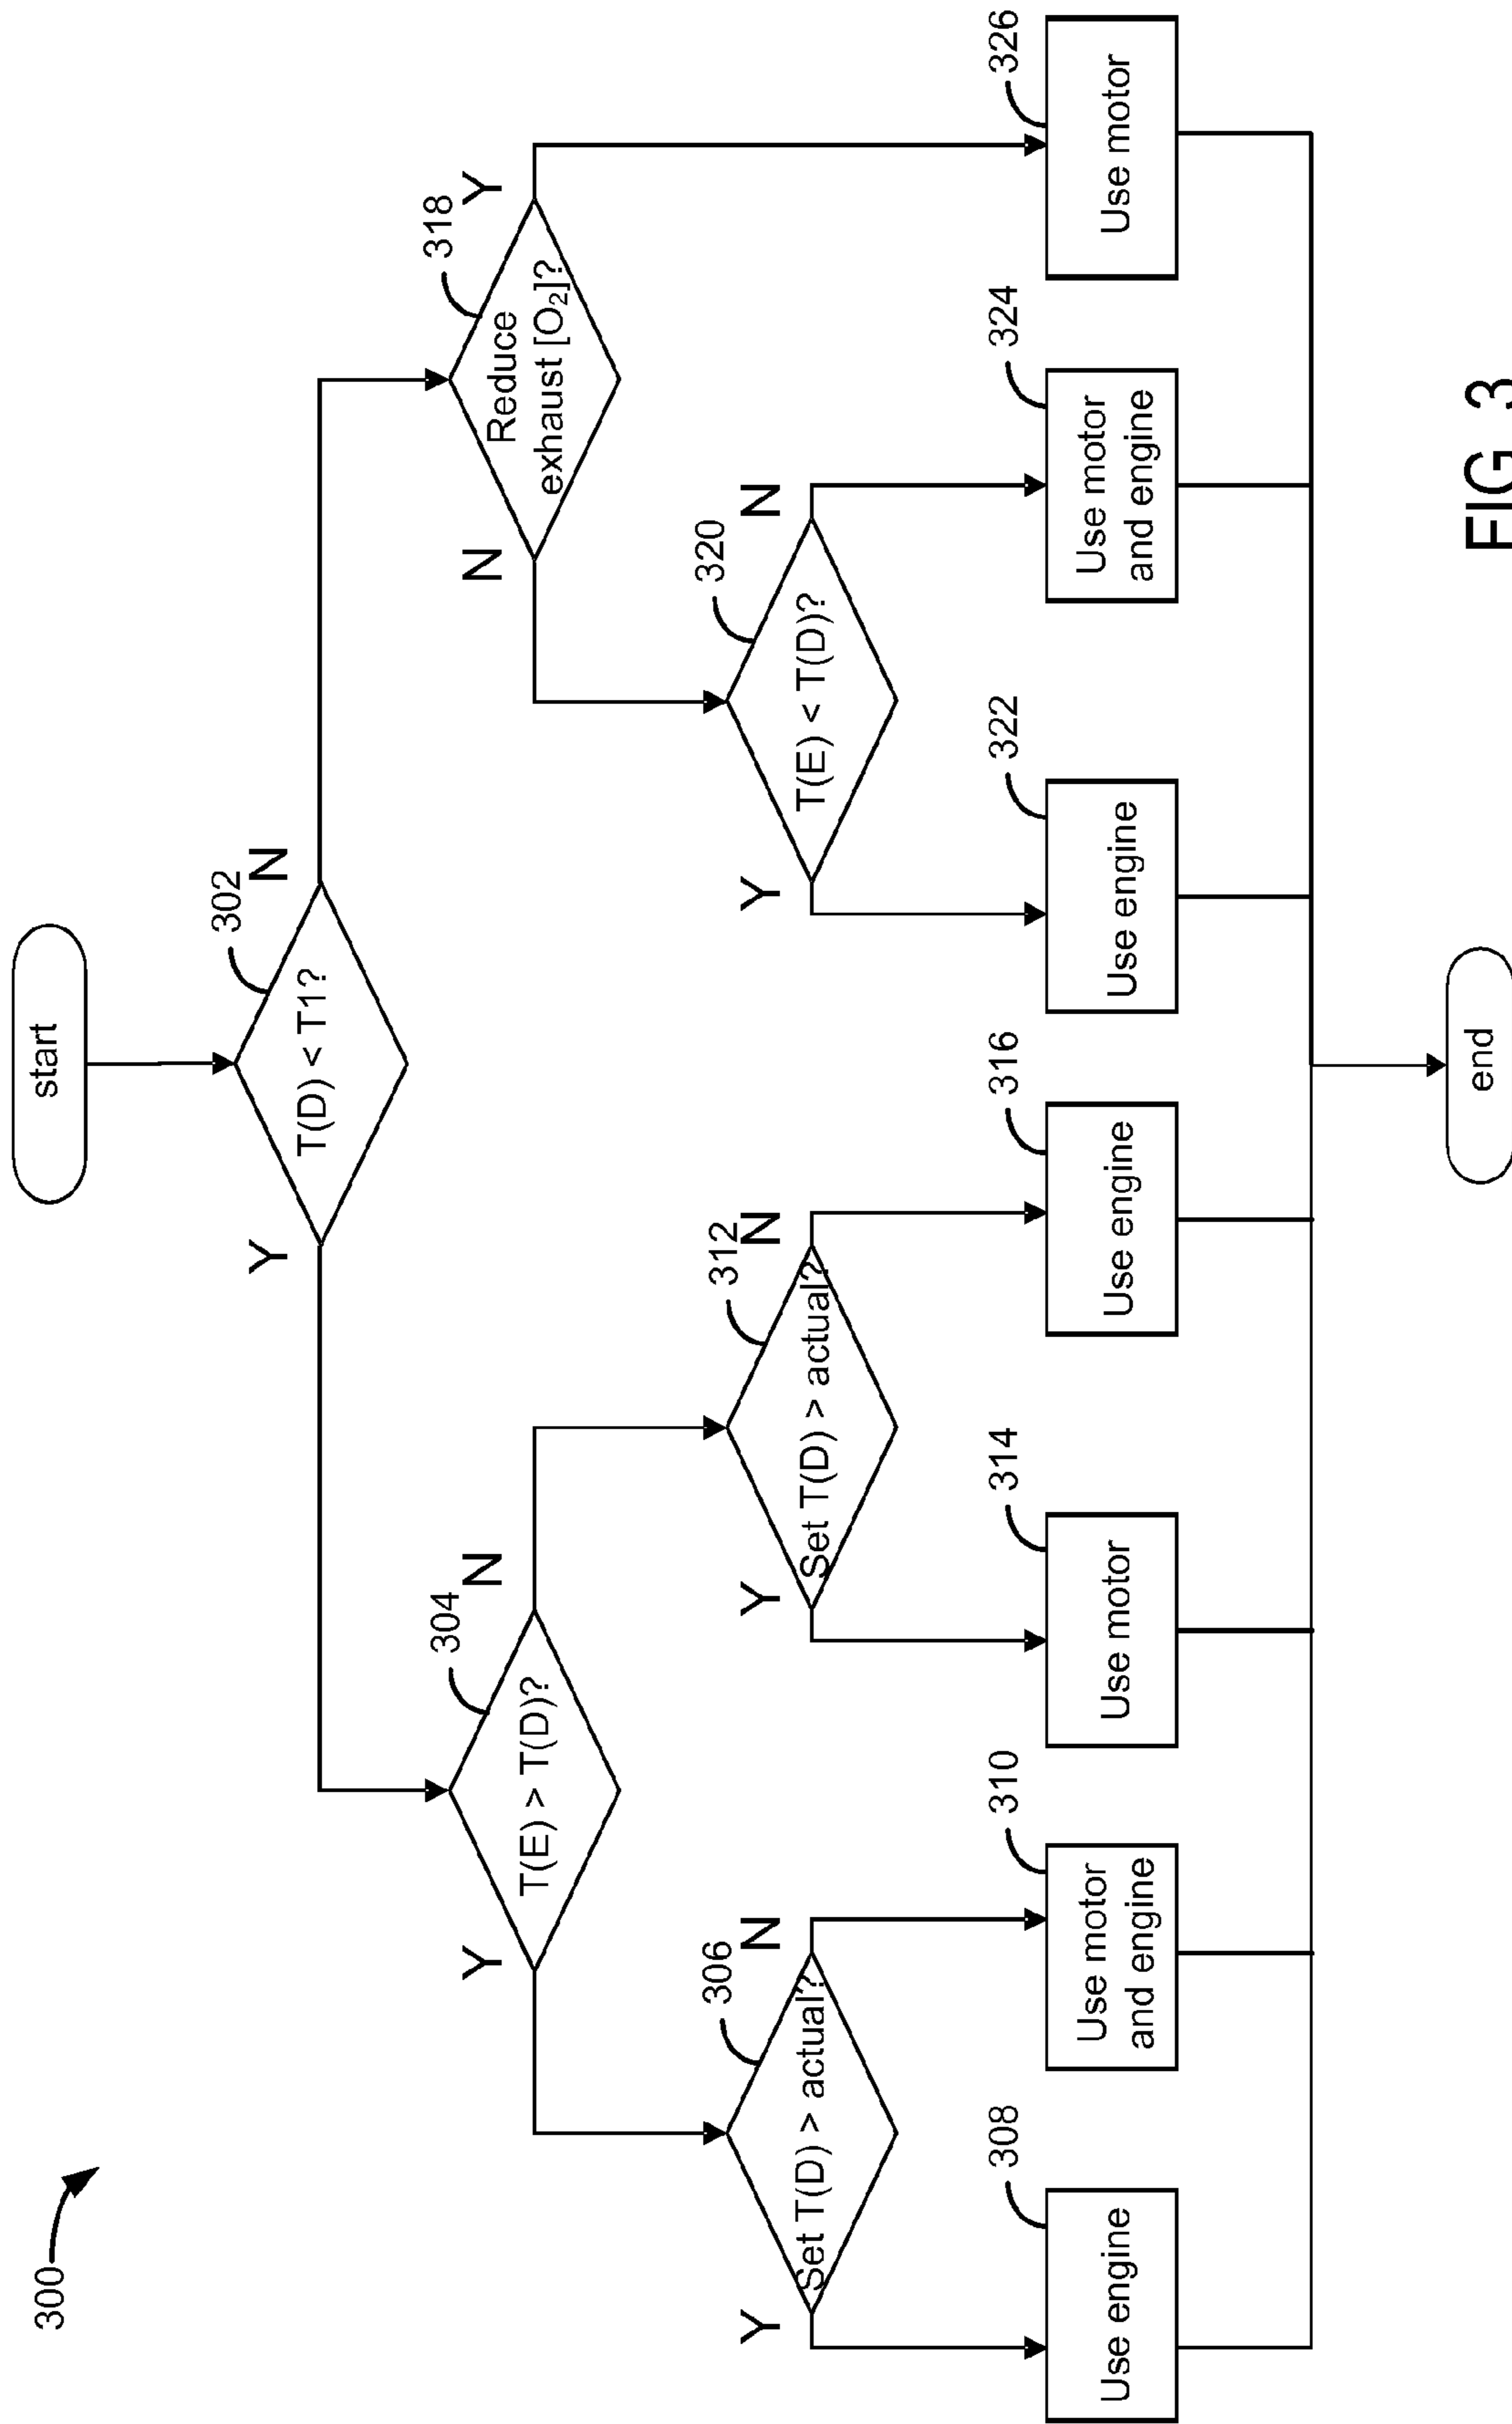 300
start
302
T(D) < T1?
Y
N
304
T(E) > T(D)?
Y
N
318
Reduce
exhaust [O₂]?
N
Y
306
Set T(D) > actual?
Y
N
312
Set T(D) > actual?
Y
N
320
T(E) < T(D)?
Y
N
308
Use engine
310
Use motor
and engine
314
Use motor
316
Use engine
322
Use engine
324
Use motor
and engine
326
Use motor
end
FIG. 3